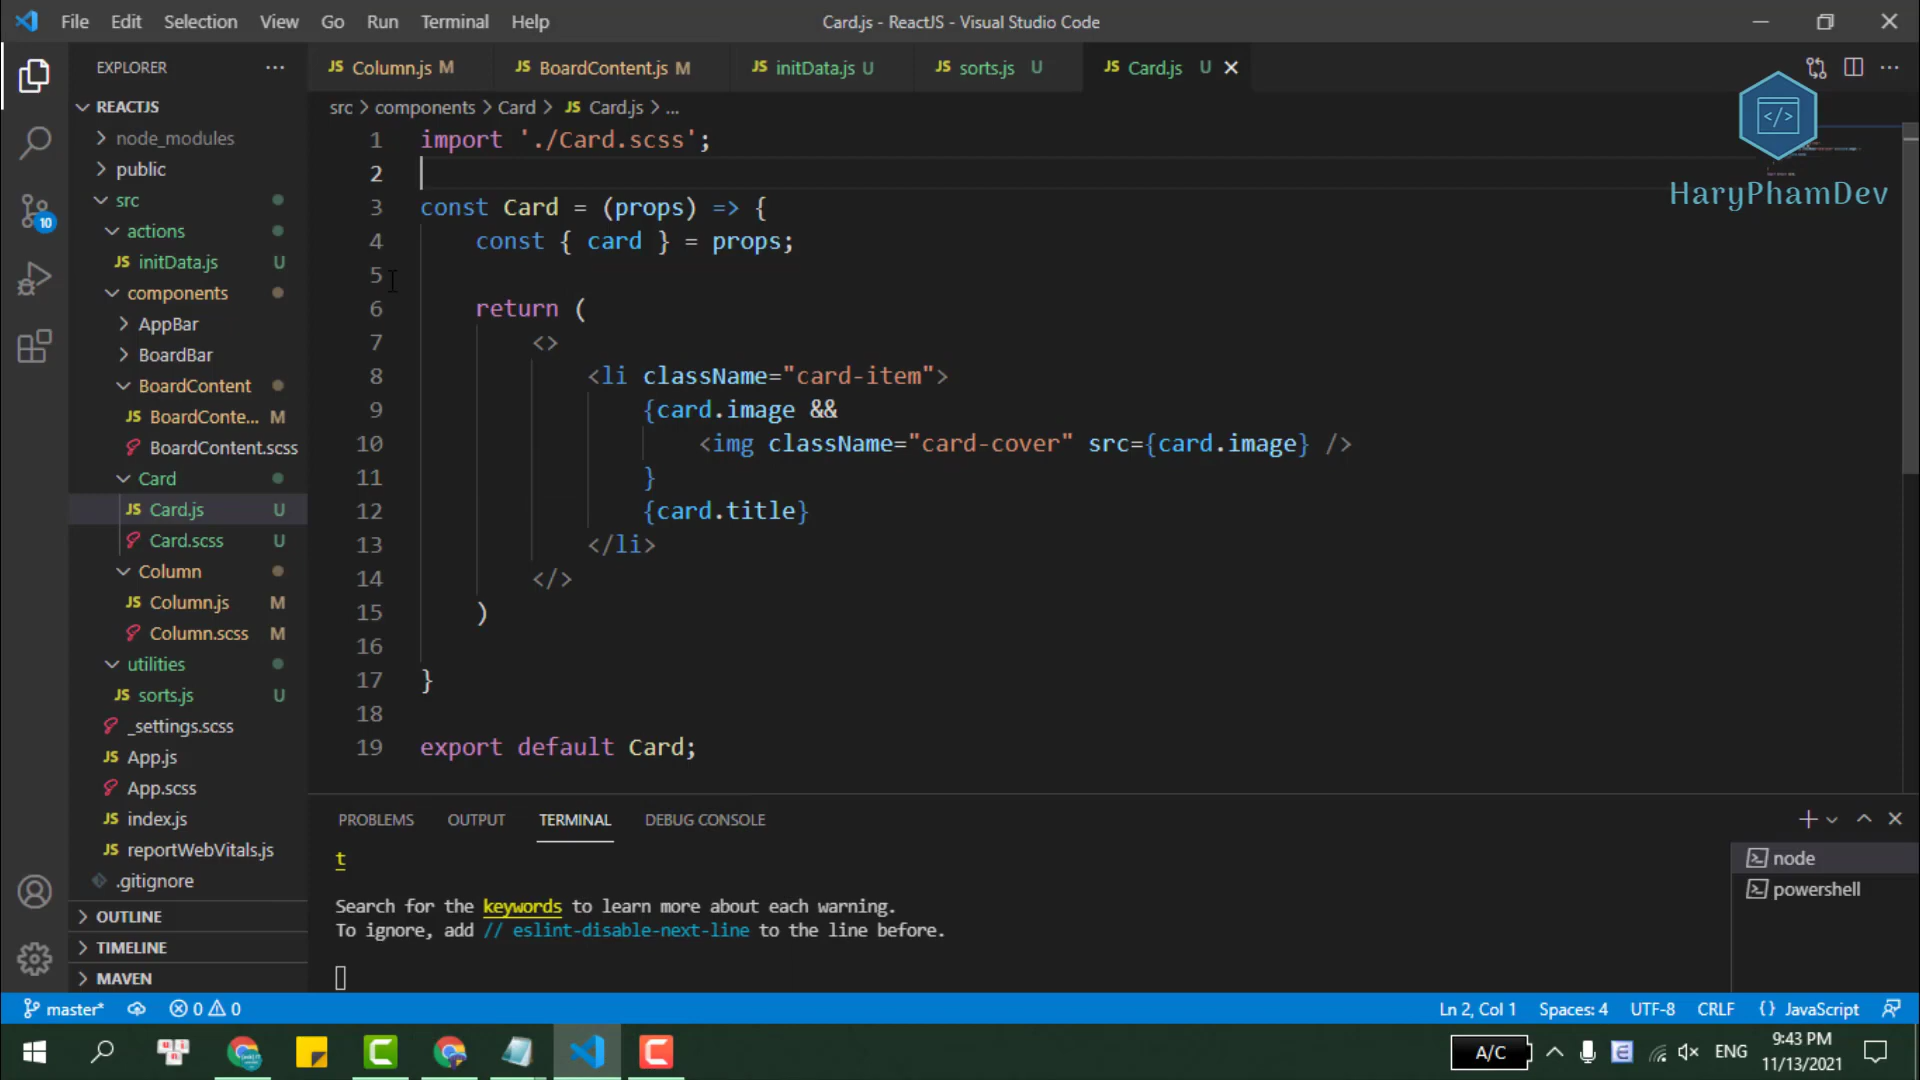 File Edit Selection View Go Run Terminal Help
Card.js - ReactJS - Visual Studio Code
EXPLORER
JS Column.js M
JS BoardContent.js M
JS initData.js U
JS sorts.js U
JS Card.js U
src > components > Card > JS Card.js > ...
</>
HaryPhamDev
REACTJS
node_modules
public
src
actions
JS initData.js U
components
AppBar
BoardBar
BoardContent
JS BoardConte... M
BoardContent.scss
Card
JS Card.js U
Card.scss U
Column
JS Column.js M
Column.scss M
utilities
JS sorts.js U
_settings.scss
JS App.js
App.scss
JS index.js
JS reportWebVitals.js
.gitignore
OUTLINE
TIMELINE
MAVEN
10
1 import './Card.scss';
2
3 const Card = (props) => {
4 const { card } = props;
5
6 return (
7 <>
8 <li className="card-item">
9 {card.image &&
10 <img className="card-cover" src={card.image} />
11 }
12 {card.title}
13 </li>
14 </>
15 )
16
17 }
18
19 export default Card;
PROBLEMS OUTPUT TERMINAL DEBUG CONSOLE
t
Search for the keywords to learn more about each warning.
To ignore, add // eslint-disable-next-line to the line before.
node
powershell
master* 0 0
Ln 2, Col 1 Spaces: 4 UTF-8 CRLF {} JavaScript
A/C
ENG
9:43 PM
11/13/2021